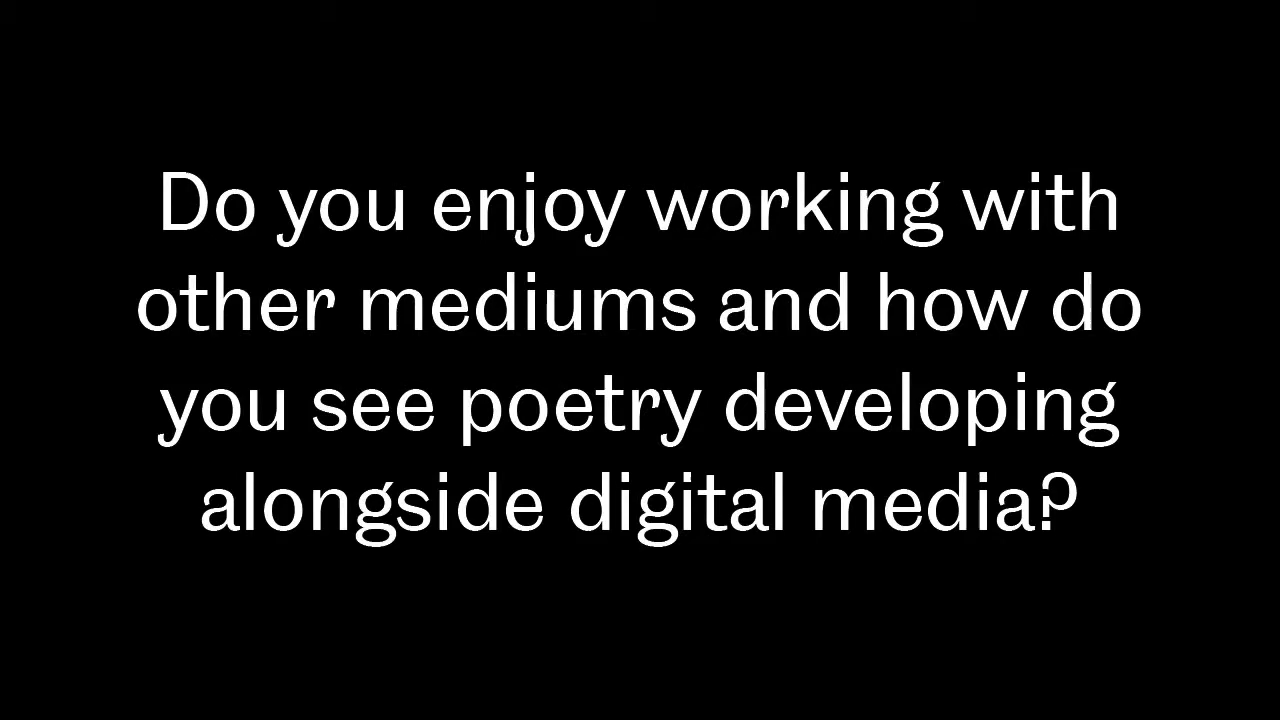 Do you enjoy working with
other mediums and how do
you see poetry developing
alongside digital media?